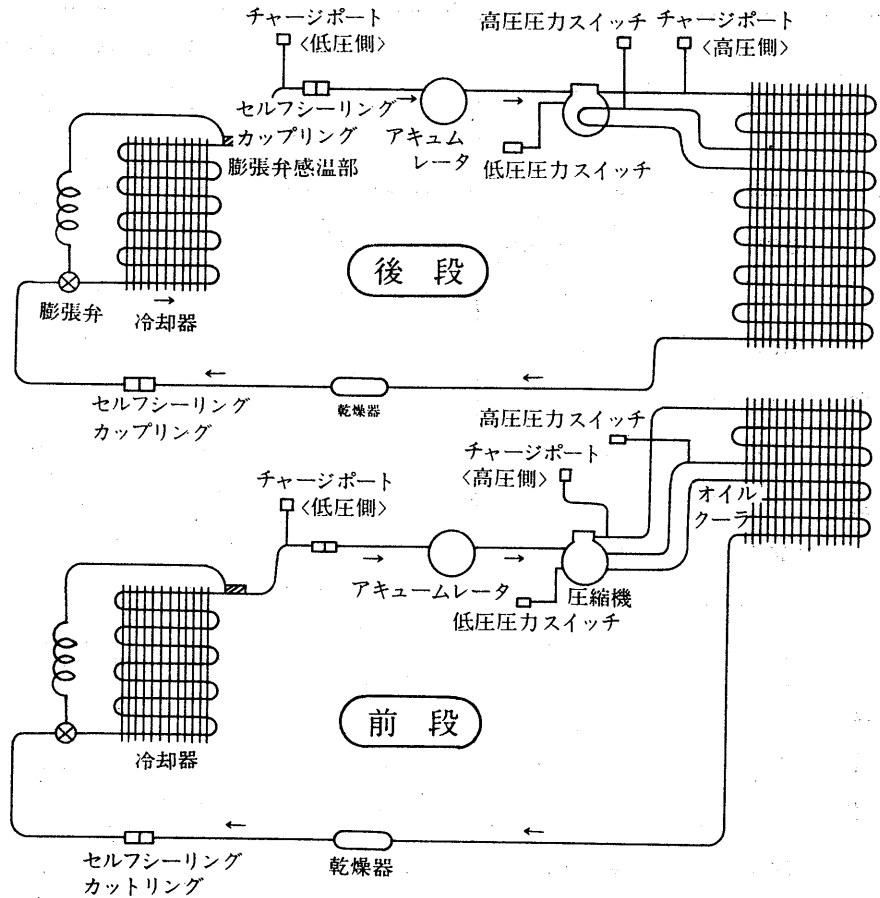 チャージポート
〈低圧側〉
高圧圧力スイッチ
チャージポート
〈高圧側〉
セルフシーリング
カップリング
膨張弁感温部
アキュム
レータ
低圧圧力スイッチ
後段
膨張弁
冷却器
セルフシーリング
カップリング
乾燥器
高圧圧力スイッチ
チャージポート
〈高圧側〉
チャージポート
〈低圧側〉
オイル
クーラ
アキュームレータ
圧縮機
低圧圧力スイッチ
前段
冷却器
セルフシーリング
カットリング
乾燥器